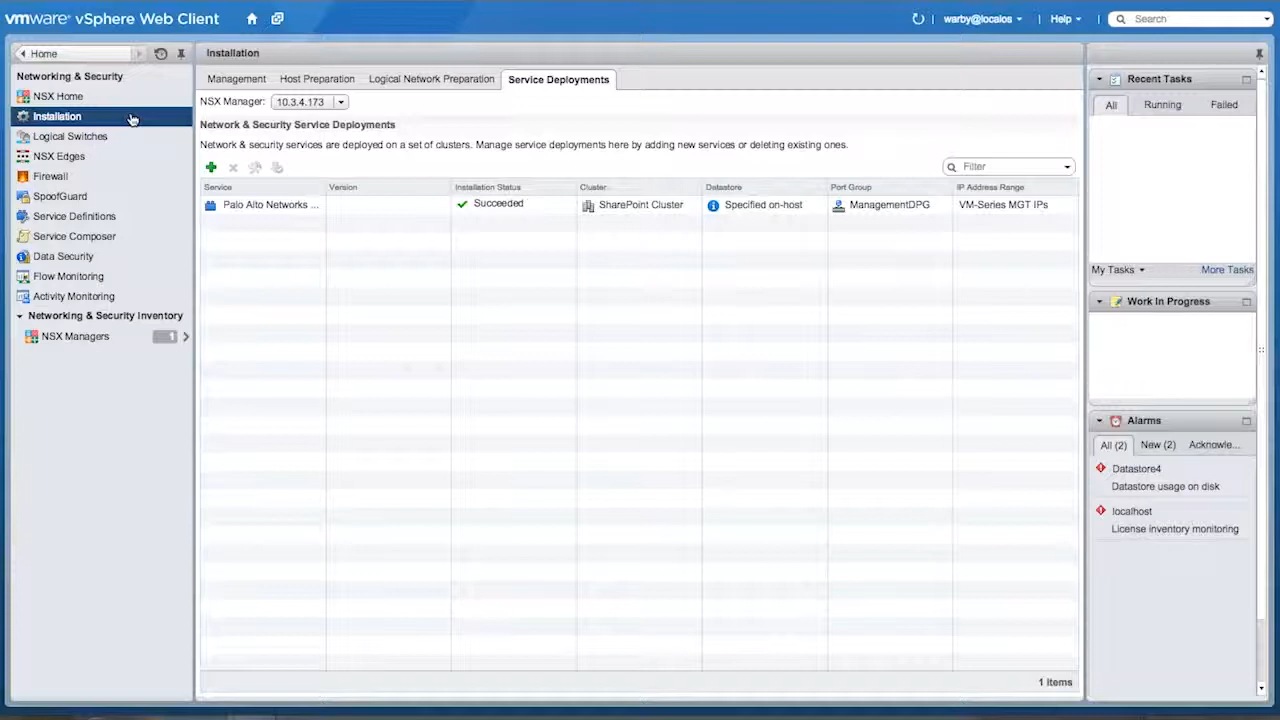 vmware® vSphere Web Client
warby@localos
Help
Search
Home
Networking & Security
NSX Home
Installation
Logical Switches
NSX Edges
Firewall
SpoofGuard
Service Definitions
Service Composer
Data Security
Flow Monitoring
Activity Monitoring
Networking & Security Inventory
NSX Managers 1
Installation
Management Host Preparation Logical Network Preparation Service Deployments
NSX Manager: 10.3.4.173
Network & Security Service Deployments
Network & security services are deployed on a set of clusters. Manage service deployments here by adding new services or deleting existing ones.
Filter
Service Version Installation Status Cluster Datastore Port Group IP Address Range
Palo Alto Networks ... Succeeded SharePoint Cluster Specified on-host ManagementDPG VM-Series MGT IPs
1 items
Recent Tasks
All Running Failed
My Tasks More Tasks
Work In Progress
Alarms
All (2) New (2) Acknowle...
Datastore4
Datastore usage on disk
localhost
License inventory monitoring